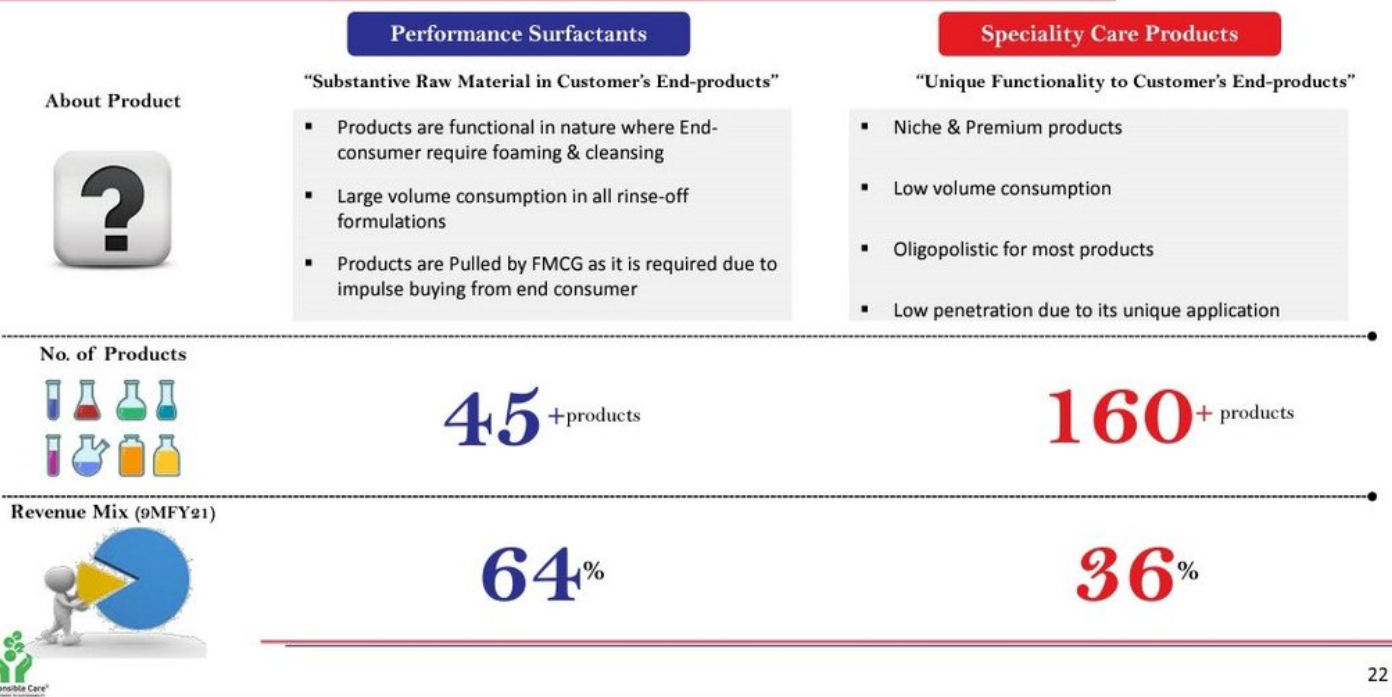 Performance Surfactants
Speciality Care Products
"Substantive Raw Material in Customer's End-products"
"Unique Functionality to Customer's End-products"
About Product
▪ Products are functional in nature where End-
consumer require foaming & cleansing
▪ Large volume consumption in all rinse-off
formulations
▪ Products are Pulled by FMCG as it is required due to
impulse buying from end consumer
▪ Niche & Premium products
▪ Low volume consumption
▪ Oligopolistic for most products
▪ Low penetration due to its unique application
?
No. of Products
45+products
160+ products
Revenue Mix (9MFY21)
64%
36%
onsible Care®
22